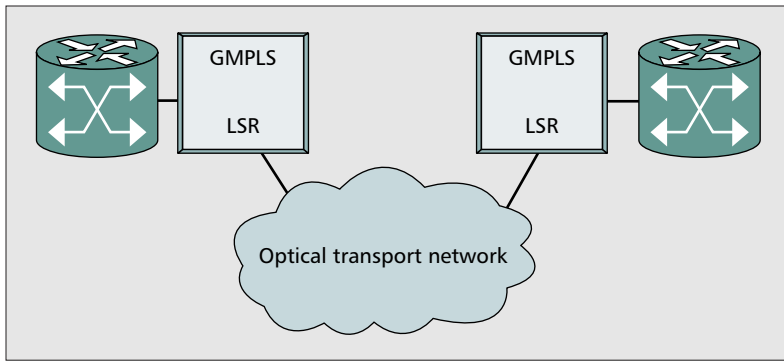 GMPLS
LSR
GMPLS
LSR
Optical transport network